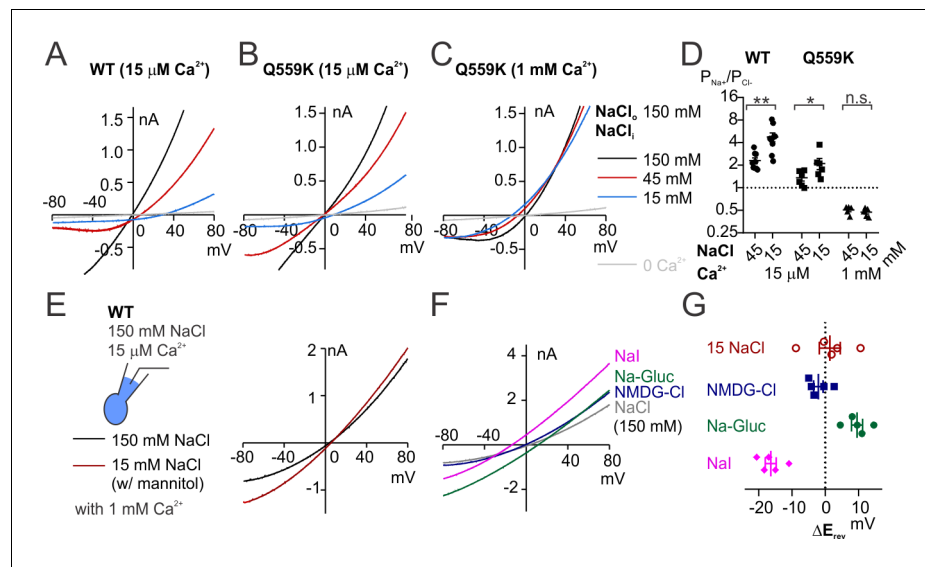 A
WT (15 μM Ca²⁺)
nA
1.5
1.0
0.5
-80
-40
40
80
mV
-0.5
B
Q559K (15 μM Ca²⁺)
nA
1.5
1.0
0.5
-80
-40
40
80
mV
-0.5
C
Q559K (1 mM Ca²⁺)
nA
1.5
1.0
0.5
-80
-40
40
80
mV
-0.5
NaClₒ 150 mM
NaClᵢ
150 mM
45 mM
15 mM
0 Ca²⁺
D
WT Q559K
P_Na+/P_Cl-
** * n.s.
16
8
4
2
1
0.5
0.25
NaCl 45 15 45 15 45 15 mM
Ca²⁺ 15 μM 1 mM
E
WT
150 mM NaCl
15 μM Ca²⁺
150 mM NaCl
15 mM NaCl
(w/ mannitol)
with 1 mM Ca²⁺
2
nA
1
-80
-40
40
80
mV
-1
F
4
nA
2
-80
-40
40
80
mV
-2
NaI
Na-Gluc
NMDG-Cl
NaCl
(150 mM)
G
15 NaCl
NMDG-Cl
Na-Gluc
NaI
-20 -10 0 10
mV
ΔE_rev